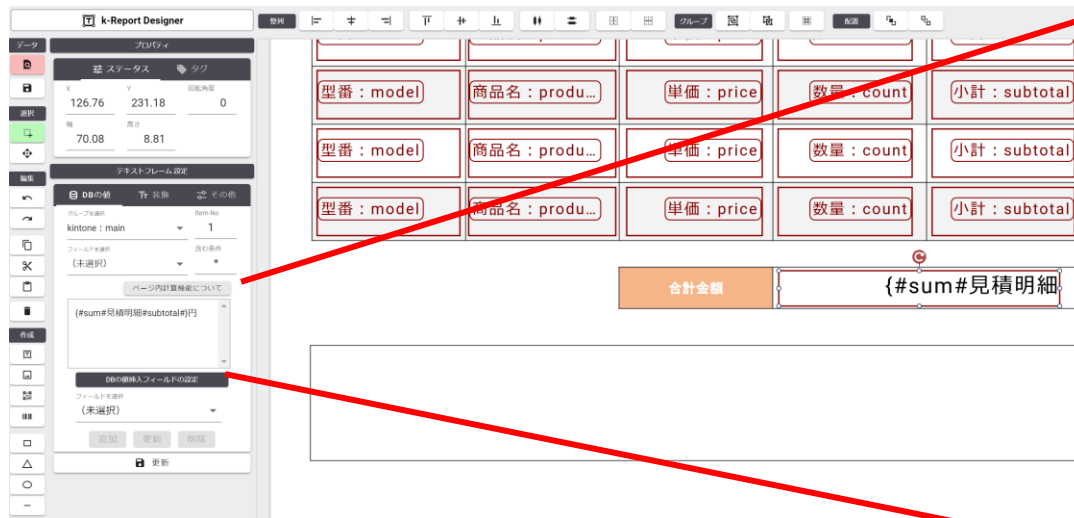 k-Report Designer
整列
グループ
配置
データ
プロパティ
ステータス タグ
X Y 回転角度
126.76 231.18 0
幅 高さ
70.08 8.81
選択
テキストフレーム設定
編集
DBの値 Tr 装飾 その他
グループを選択 Item-No
kintone : main 1
フィールドを選択 含む条件
(未選択) *
ページ内計算機能について
{#sum#見積明細#subtotal#}円
作成
DBの値挿入フィールドの設定
フィールドを選択
(未選択)
追加 更新 削除
更新
型番：model 商品名：produ… 単価：price 数量：count 小計：subtotal
型番：model 商品名：produ… 単価：price 数量：count 小計：subtotal
型番：model 商品名：produ… 単価：price 数量：count 小計：subtotal
合計金額 {#sum#見積明細